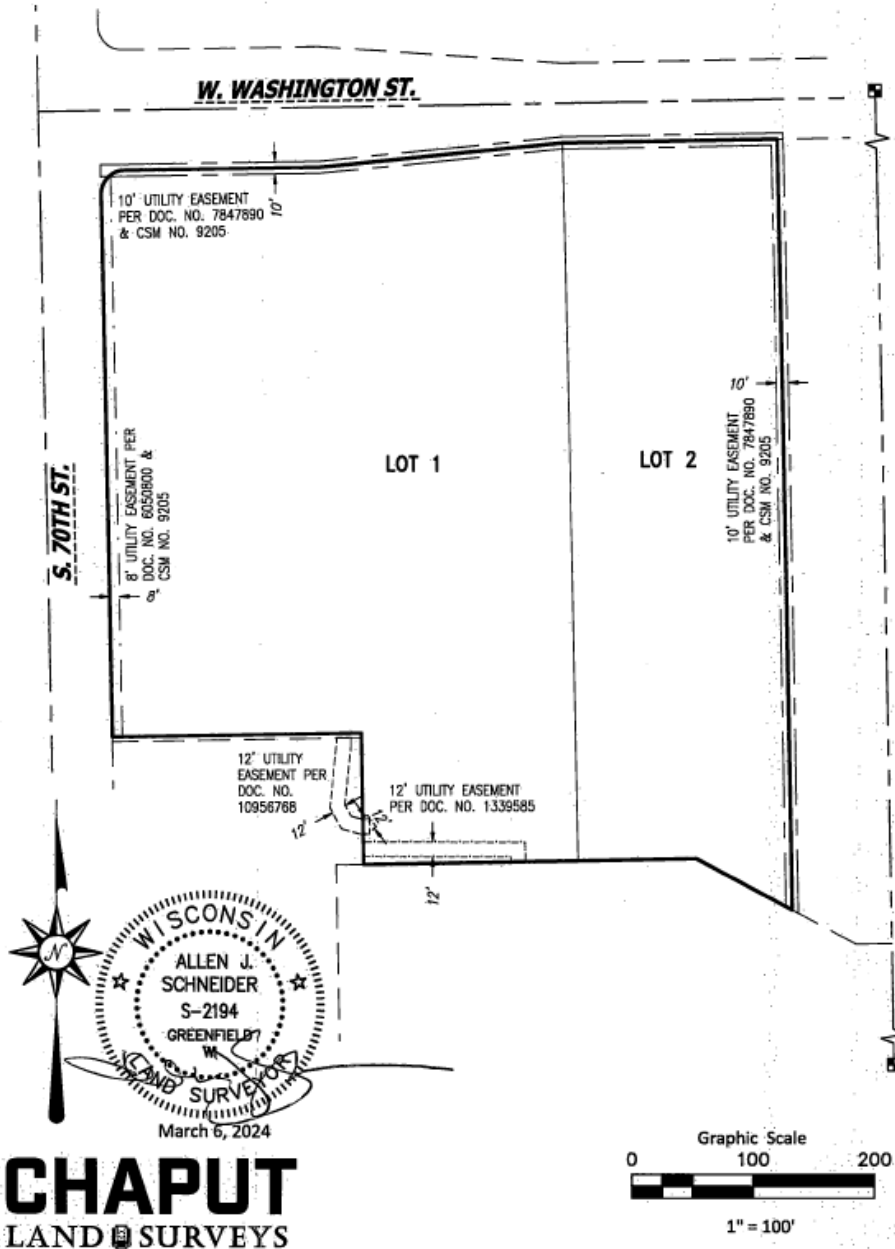 W. WASHINGTON ST.
10' UTILITY EASEMENT
PER DOC. NO. 7847890
& CSM NO. 9205
10'
S. 70TH ST.
8' UTILITY EASEMENT PER
DOC. NO. 6050800 &
CSM NO. 9205
8'
LOT 1
LOT 2
10'
10' UTILITY EASEMENT
PER DOC. NO. 7847890
& CSM NO. 9205
12' UTILITY
EASEMENT PER
DOC. NO.
10956768
12'
12'
12' UTILITY EASEMENT
PER DOC. NO. 1339585
12'
N
WISCONSIN
ALLEN J.
SCHNEIDER
S-2194
GREENFIELD
WI
LAND SURVEYOR
March 6, 2024
CHAPUT
LAND SURVEYS
Graphic Scale
0 100 200
1" = 100'